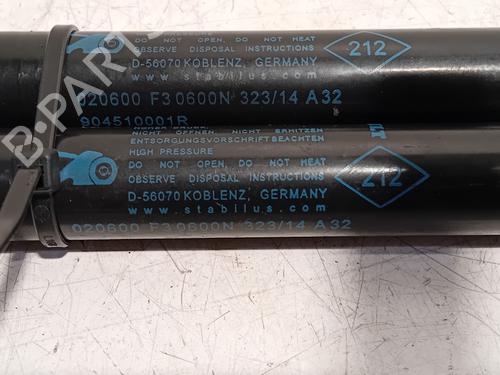 DO NOT OPEN, DO NOT HEAT
OBSERVE DISPOSAL INSTRUCTIONS
D-56070 KOBLENZ, GERMANY
www.stabilus.com
212
020600 F3 0600N 323/14 A 32
904510001R
NICHT ÖFFNEN, NICHT ERHITZEN
ENTSORGUNGSVORSCHRIFT BEACHTEN
HIGH PRESSURE
DO NOT OPEN, DO NOT HEAT
OBSERVE DISPOSAL INSTRUCTIONS
D-56070 KOBLENZ, GERMANY
www.stabilus.com
212
020600 F3 0600N 323/14 A 32
B-PARTS